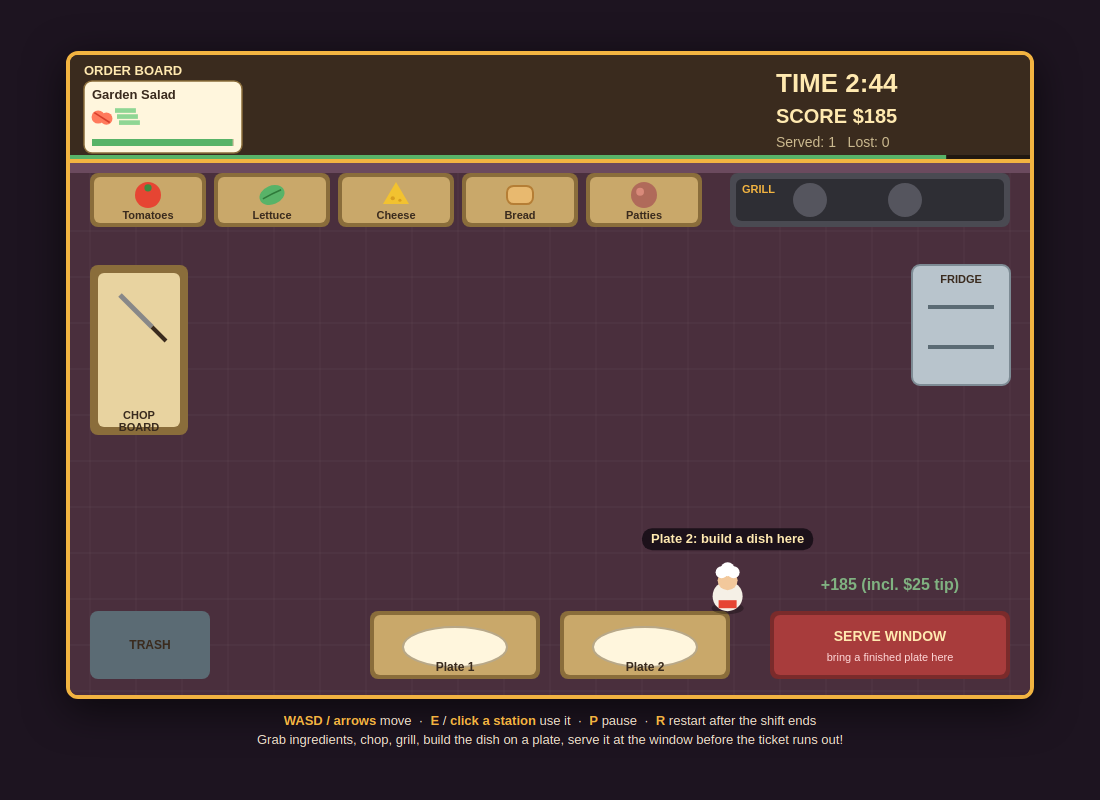 ORDER BOARD
Garden Salad
TIME 2:44
SCORE $185
Served: 1   Lost: 0
Tomatoes
Lettuce
Cheese
Bread
Patties
GRILL
CHOP
BOARD
FRIDGE
Plate 2: build a dish here
+185 (incl. $25 tip)
TRASH
Plate 1
Plate 2
SERVE WINDOW
bring a finished plate here
WASD / arrows move · E / click a station use it · P pause · R restart after the shift ends
Grab ingredients, chop, grill, build the dish on a plate, serve it at the window before the ticket runs out!